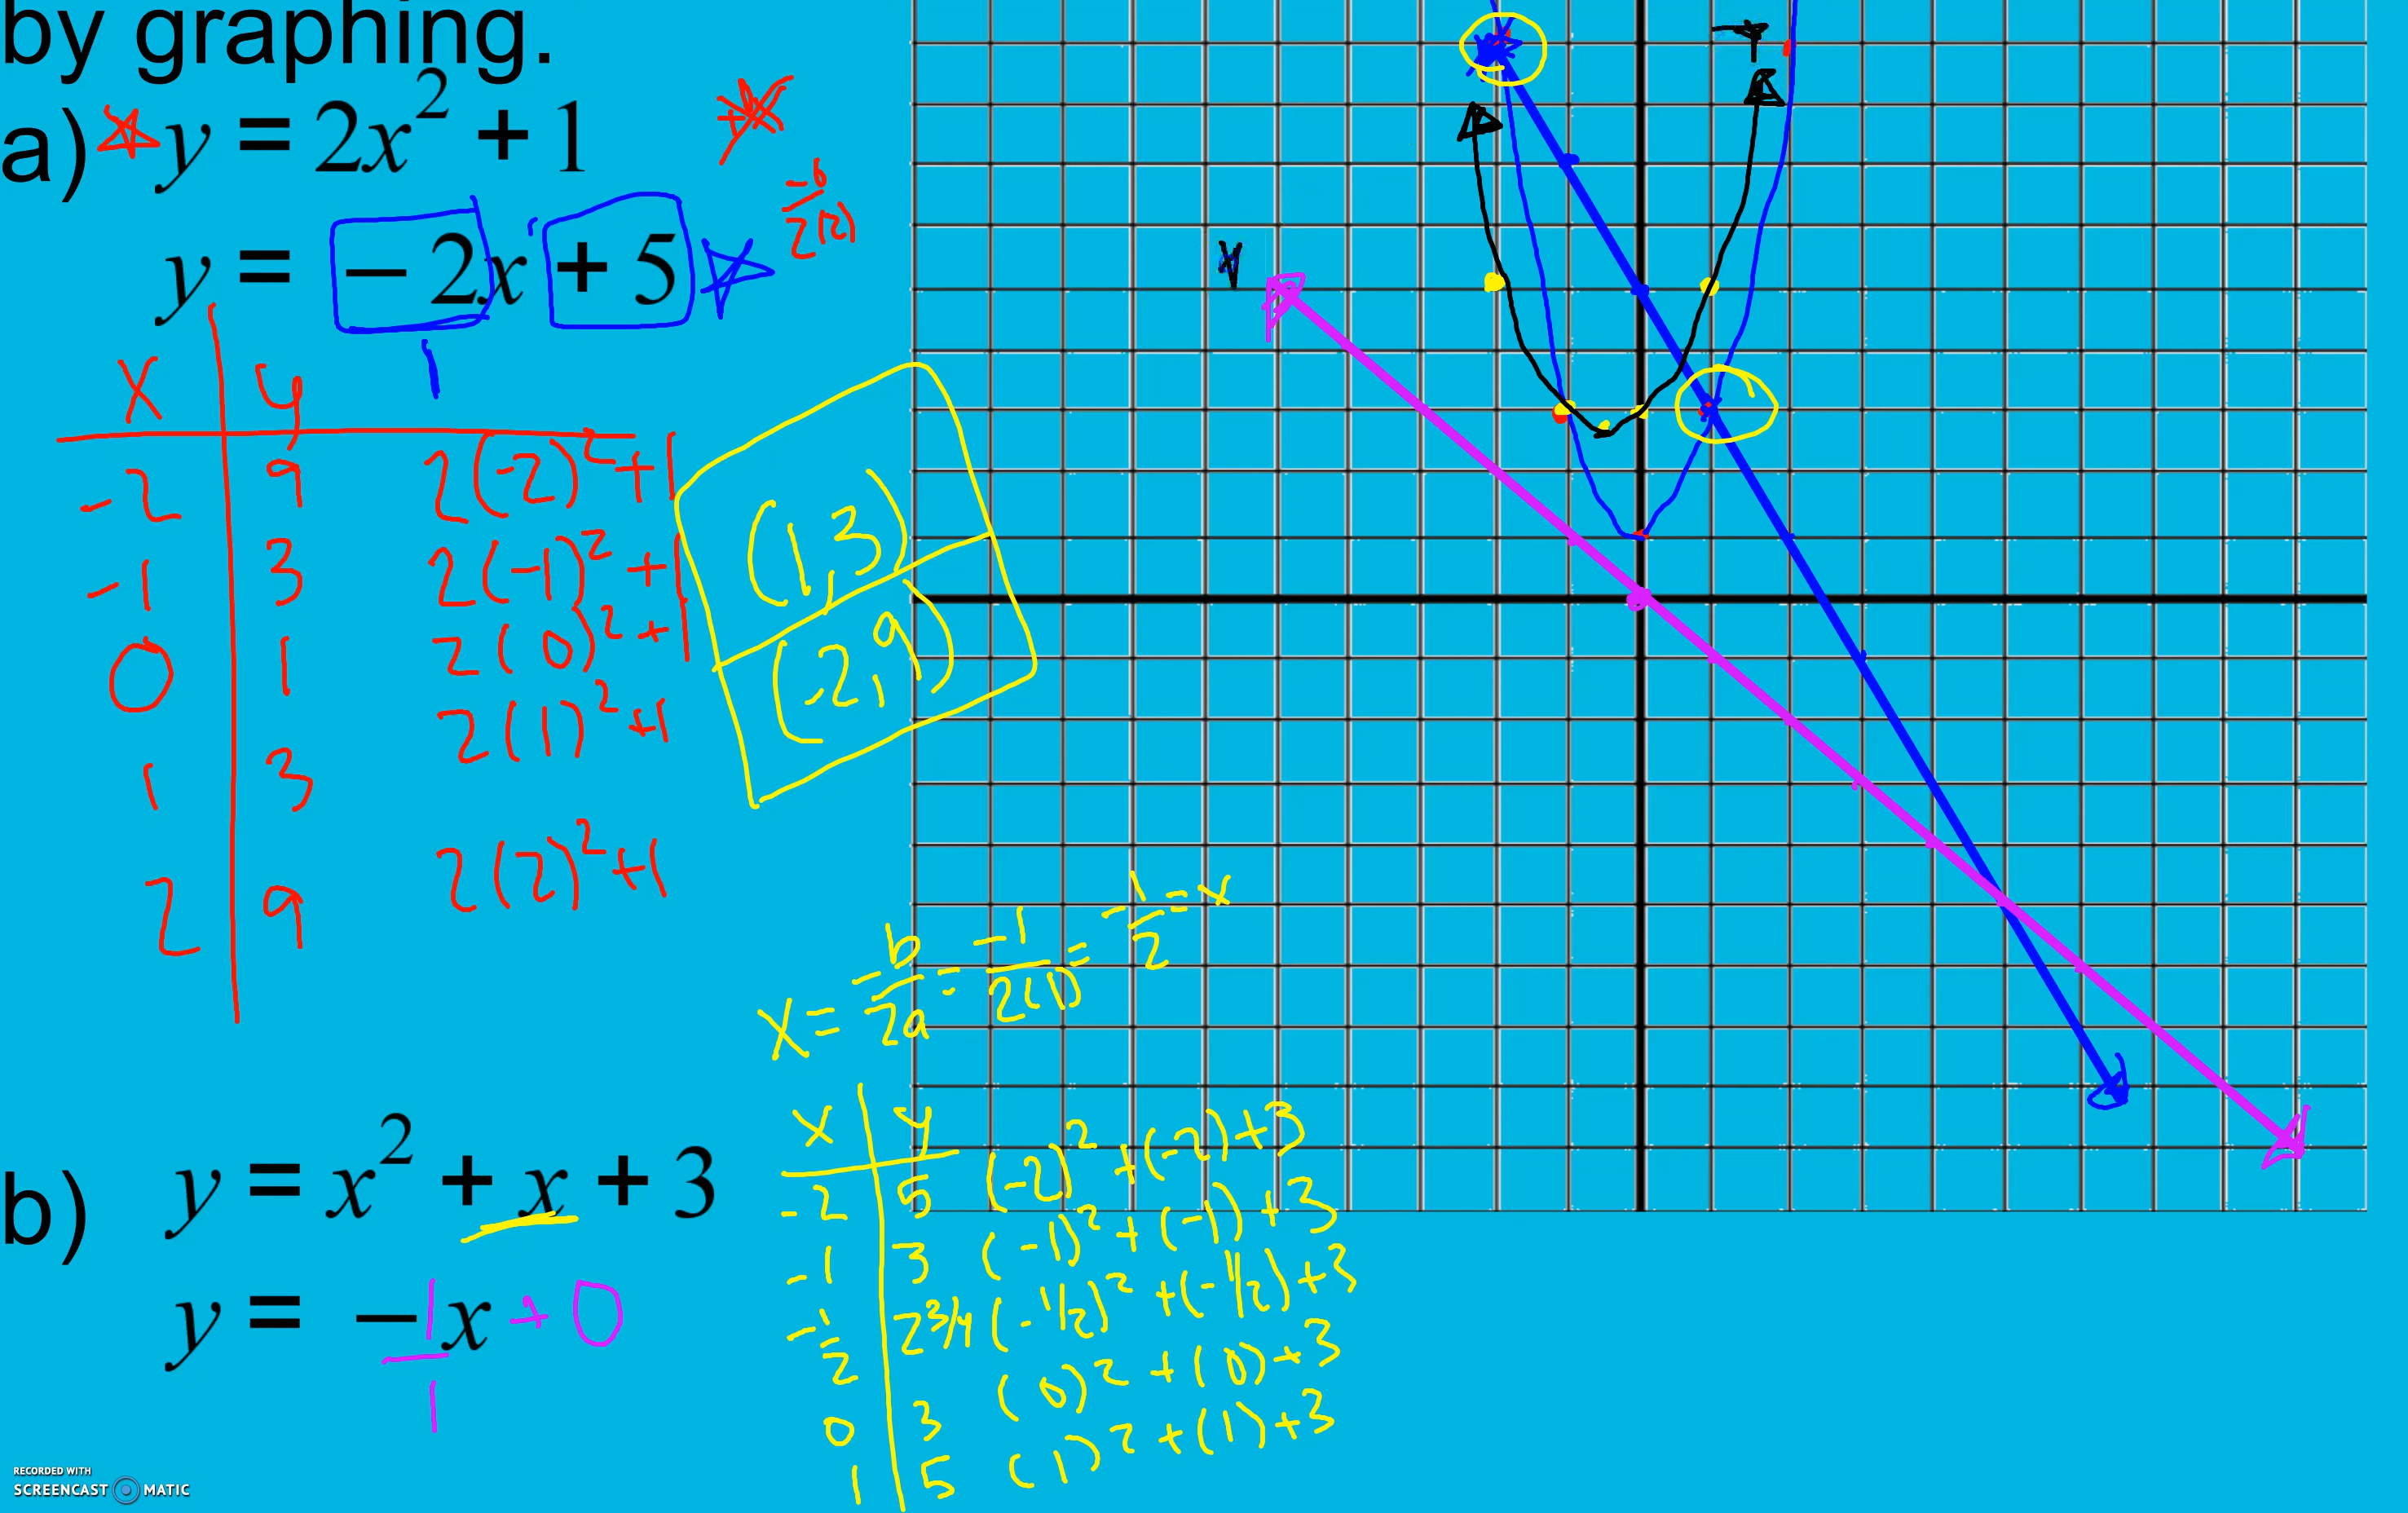 by graphing.
a) y = 2x² + 1
y = −2x + 5
1
-b
2(2)
x y
-2 9 2(-2)²+1
-1 3 2(-1)²+1
0 1 2(0)²+1
1 3 2(1)²+1
2 9 2(2)²+1
(1,3)
(-2,9)
x = -b/2a = -1/2(1) = -1/2 = x
b) y = x² + x + 3
y = −1x + 0
1
x y
-2 5 (-2)²+(-2)+3
-1 3 (-1)²+(-1)+3
-1/2 2 3/4 (-1/2)²+(-1/2)+3
0 3 (0)²+(0)+3
1 5 (1)²+(1)+3
RECORDED WITH
SCREENCAST MATIC